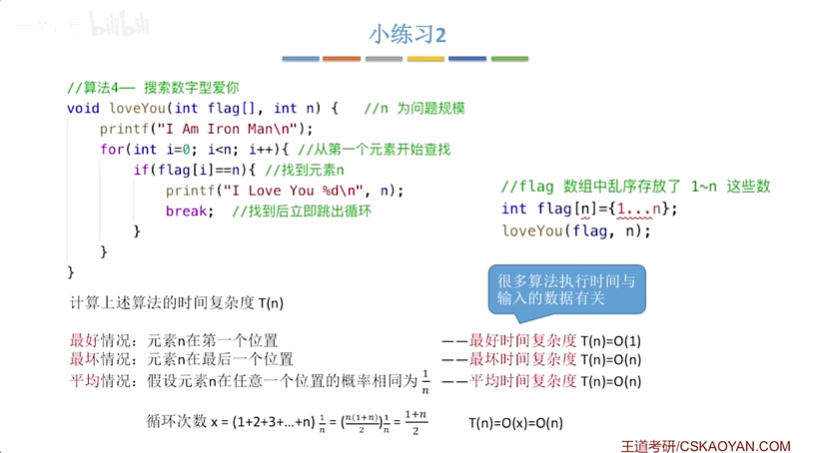 bilibili
小练习2
//算法4—— 搜索数字型爱你
void loveYou(int flag[], int n) {   //n 为问题规模
    printf("I Am Iron Man\n");
    for(int i=0; i<n; i++){ //从第一个元素开始查找
        if(flag[i]==n){ //找到元素n
            printf("I Love You %d\n", n);
            break;  //找到后立即跳出循环
        }
    }
}
//flag 数组中乱序存放了 1~n 这些数
int flag[n]={1...n};
loveYou(flag, n);
很多算法执行时间与
输入的数据有关
计算上述算法的时间复杂度 T(n)
最好情况：元素n在第一个位置 ——最好时间复杂度 T(n)=O(1)
最坏情况：元素n在最后一个位置 ——最坏时间复杂度 T(n)=O(n)
平均情况：假设元素n在任意一个位置的概率相同为 1/n ——平均时间复杂度 T(n)=O(n)
循环次数 x = (1+2+3+…+n) 1/n = (n(1+n)/2) 1/n = (1+n)/2 T(n)=O(x)=O(n)
王道考研/CSKAOYAN.COM